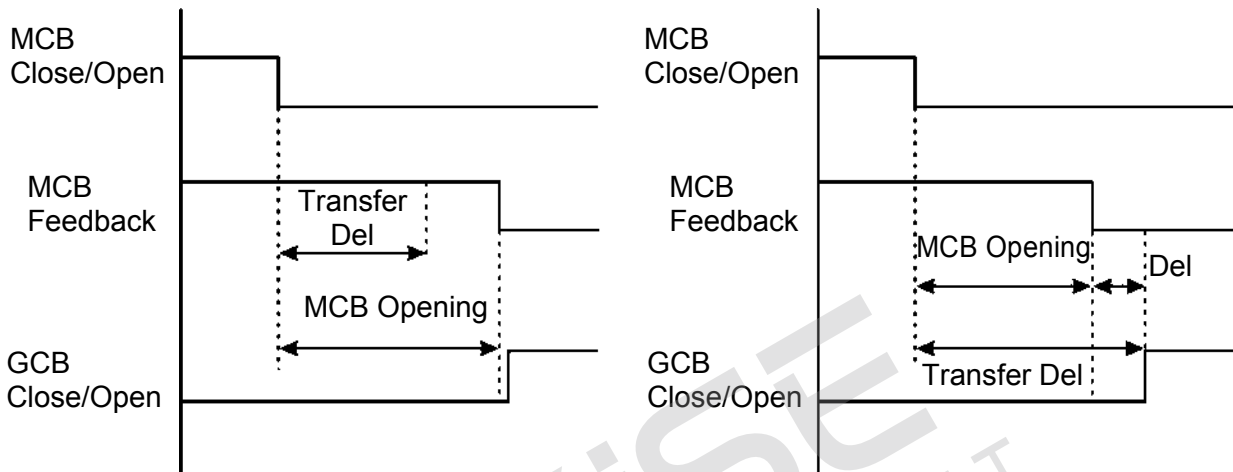 MCB
Close/Open
MCB
Feedback
Transfer
Del
MCB Opening
GCB
Close/Open
MCB
Close/Open
MCB
Feedback
MCB Opening
Del
Transfer Del
GCB
Close/Open